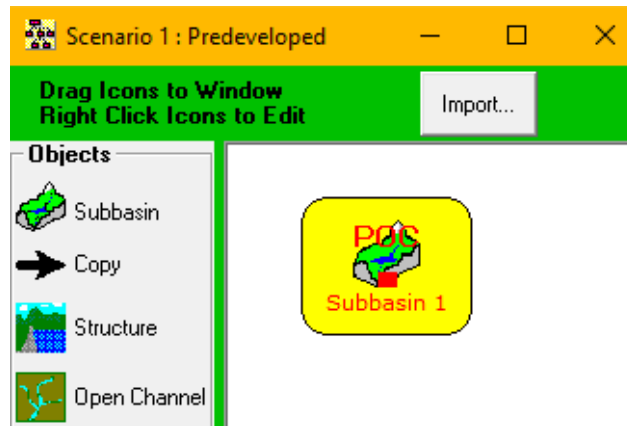 Scenario 1 : Predeveloped
Drag Icons to Window
Right Click Icons to Edit
Import...
Objects
Subbasin
Copy
Structure
Open Channel
POC
Subbasin 1